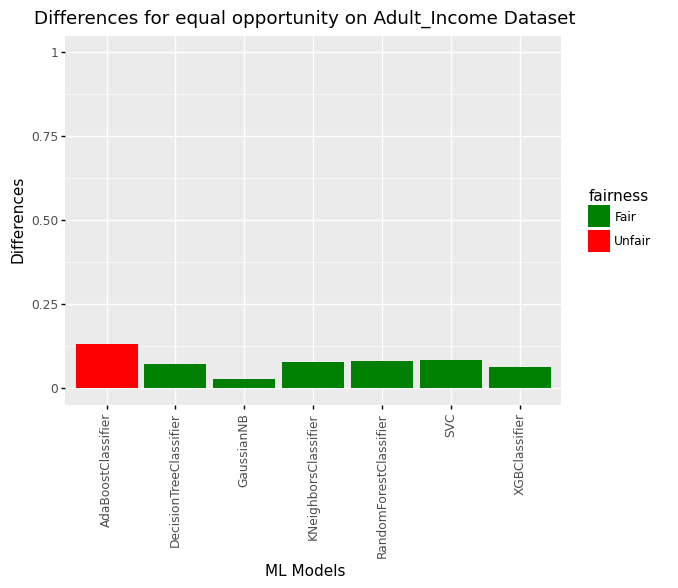 Differences for equal opportunity on Adult_Income Dataset
1
0.75
0.50
0.25
0
Differences
AdaBoostClassifier
DecisionTreeClassifier
GaussianNB
KNeighborsClassifier
RandomForestClassifier
SVC
XGBClassifier
ML Models
fairness
Fair
Unfair